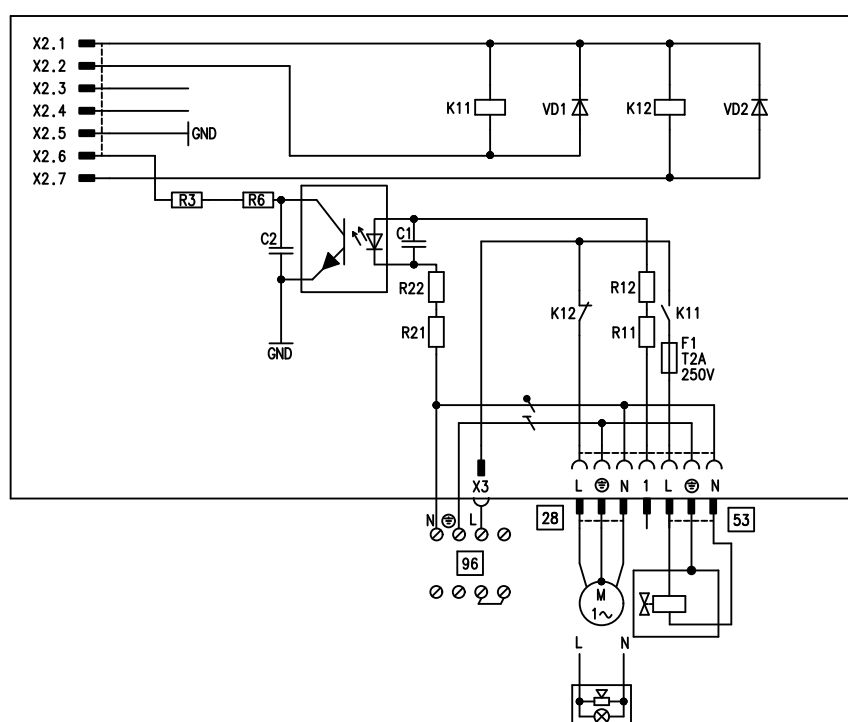 X2.1
X2.2
X2.3
X2.4
X2.5 GND
X2.6
X2.7
K11 VD1 K12 VD2
R3 R6
C2 C1
R22 R12
K12 K11
R21 R11 F1
T2A
250V
GND
X3 L N 1 L N
N L 28 53
96
M
1~
L N